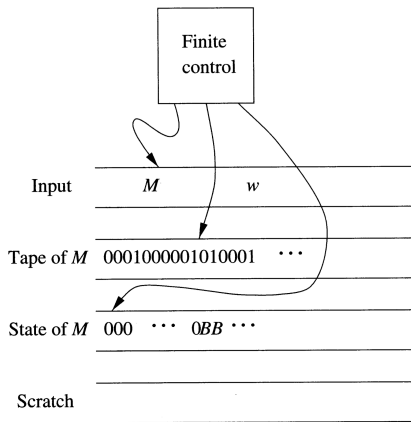 Finite
control
Input M w
Tape of M 0001000001010001 ···
State of M 000 ··· 0BB ···
Scratch